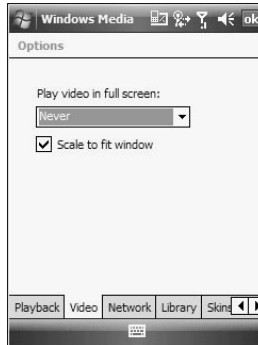 Windows Media ok
Options
Play video in full screen:
Never
Scale to fit window
Playback Video Network Library Skins